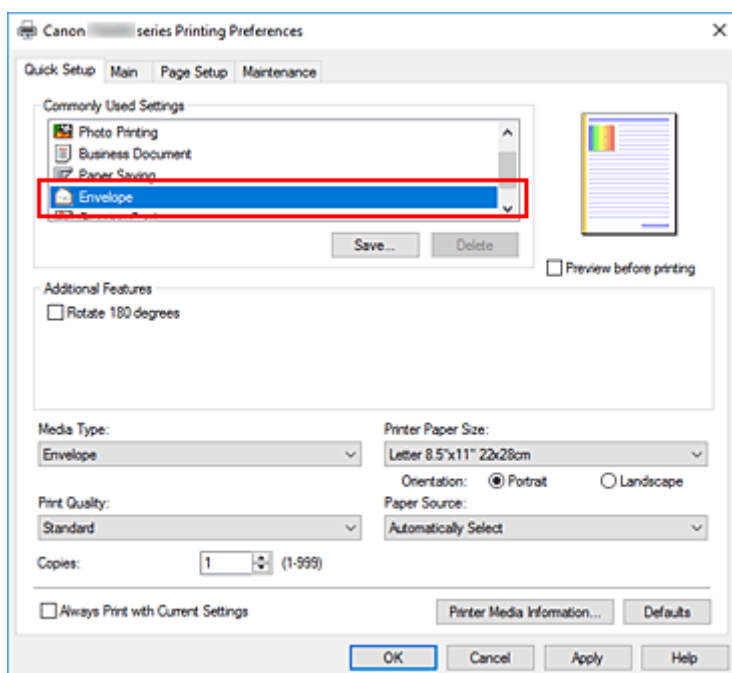 Canon series Printing Preferences
Quick Setup Main Page Setup Maintenance
Commonly Used Settings
Photo Printing
Business Document
Paper Saving
Envelope
Save... Delete
Preview before printing
Additional Features
Rotate 180 degrees
Media Type: Printer Paper Size:
Envelope Letter 8.5"x11" 22x28cm
Orientation: Portrait Landscape
Print Quality: Paper Source:
Standard Automatically Select
Copies: 1 (1-999)
Always Print with Current Settings Printer Media Information... Defaults
OK Cancel Apply Help